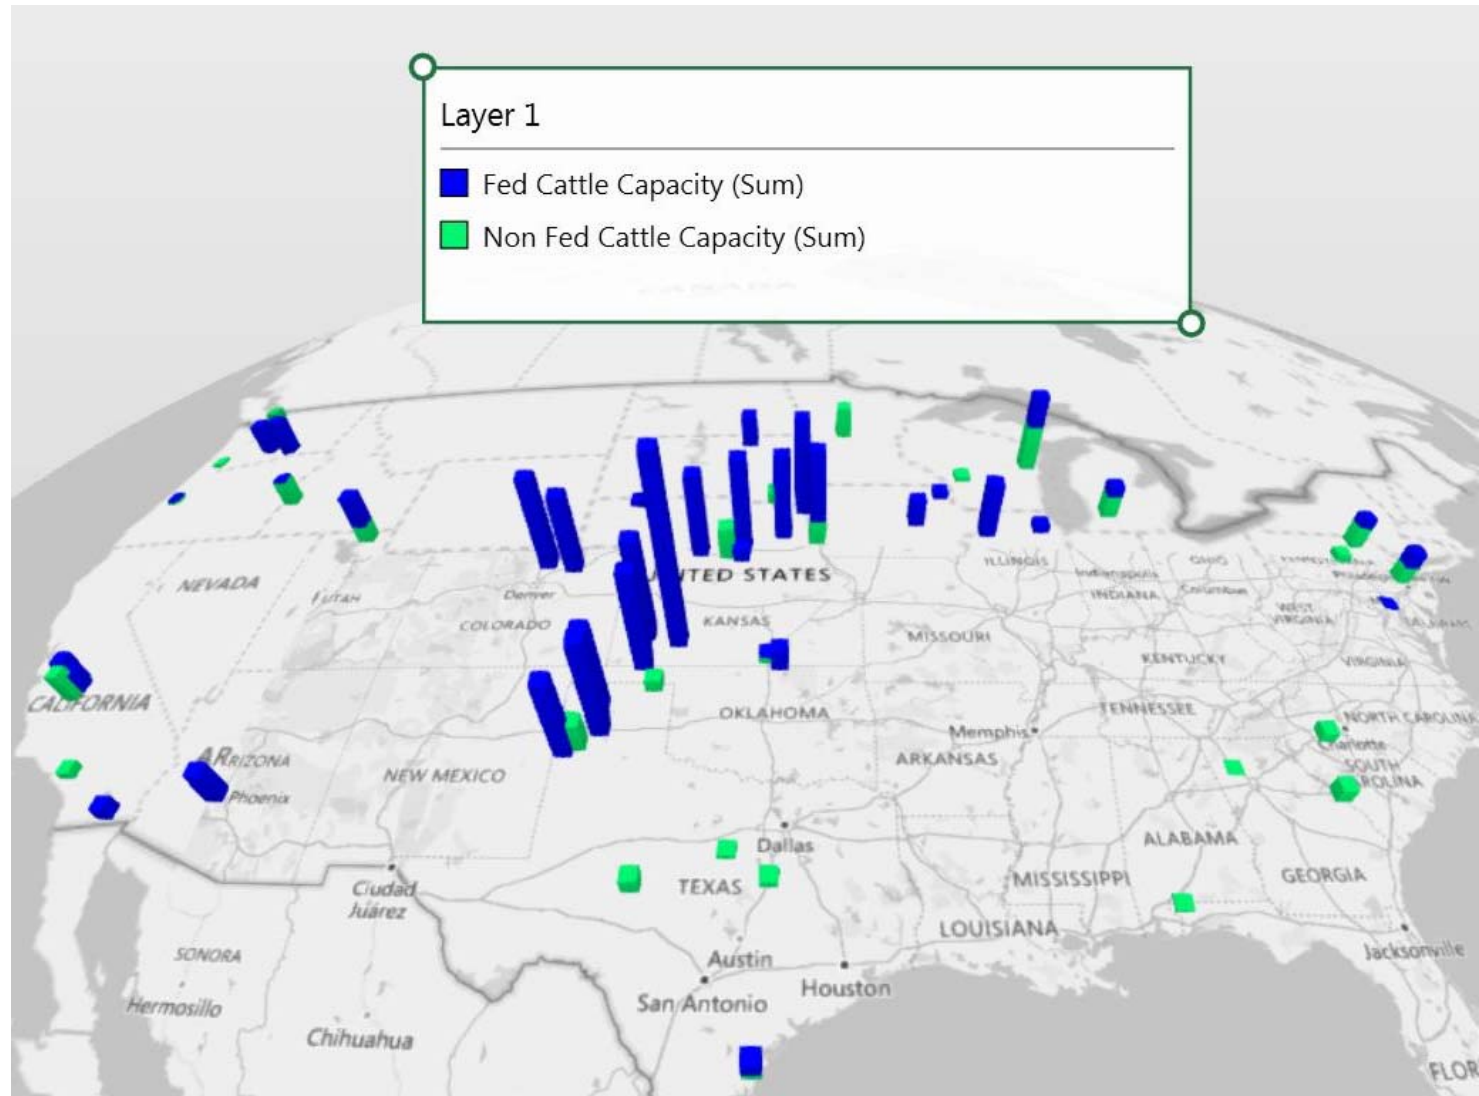 Layer 1
Fed Cattle Capacity (Sum)
Non Fed Cattle Capacity (Sum)
CANADA
UNITED STATES
NEVADA
UTAH
Denver
COLORADO
KANSAS
MISSOURI
ILLINOIS
Indianapolis
INDIANA
OHIO
Columbus
WEST
VIRGINIA
KENTUCKY
VIRGINIA
CALIFORNIA
ARIZONA
Phoenix
NEW MEXICO
OKLAHOMA
Memphis
TENNESSEE
ARKANSAS
NORTH CAROLINA
Charlotte
SOUTH
Dallas
TEXAS
ALABAMA
MISSISSIPPI
GEORGIA
LOUISIANA
Jacksonville
Ciudad
Juárez
SONORA
Hermosillo
Chihuahua
Austin
San Antonio
Houston
FLOR